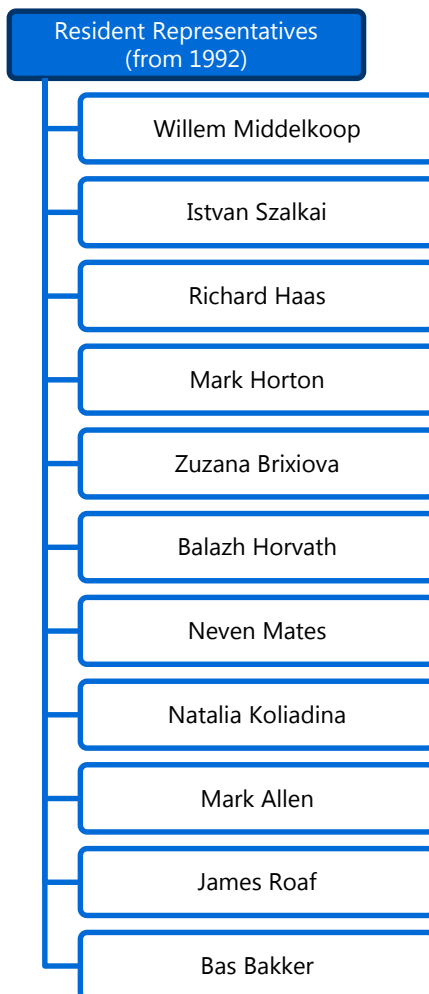 Resident Representatives
(from 1992)
Willem Middelkoop
Istvan Szalkai
Richard Haas
Mark Horton
Zuzana Brixiova
Balazh Horvath
Neven Mates
Natalia Koliadina
Mark Allen
James Roaf
Bas Bakker